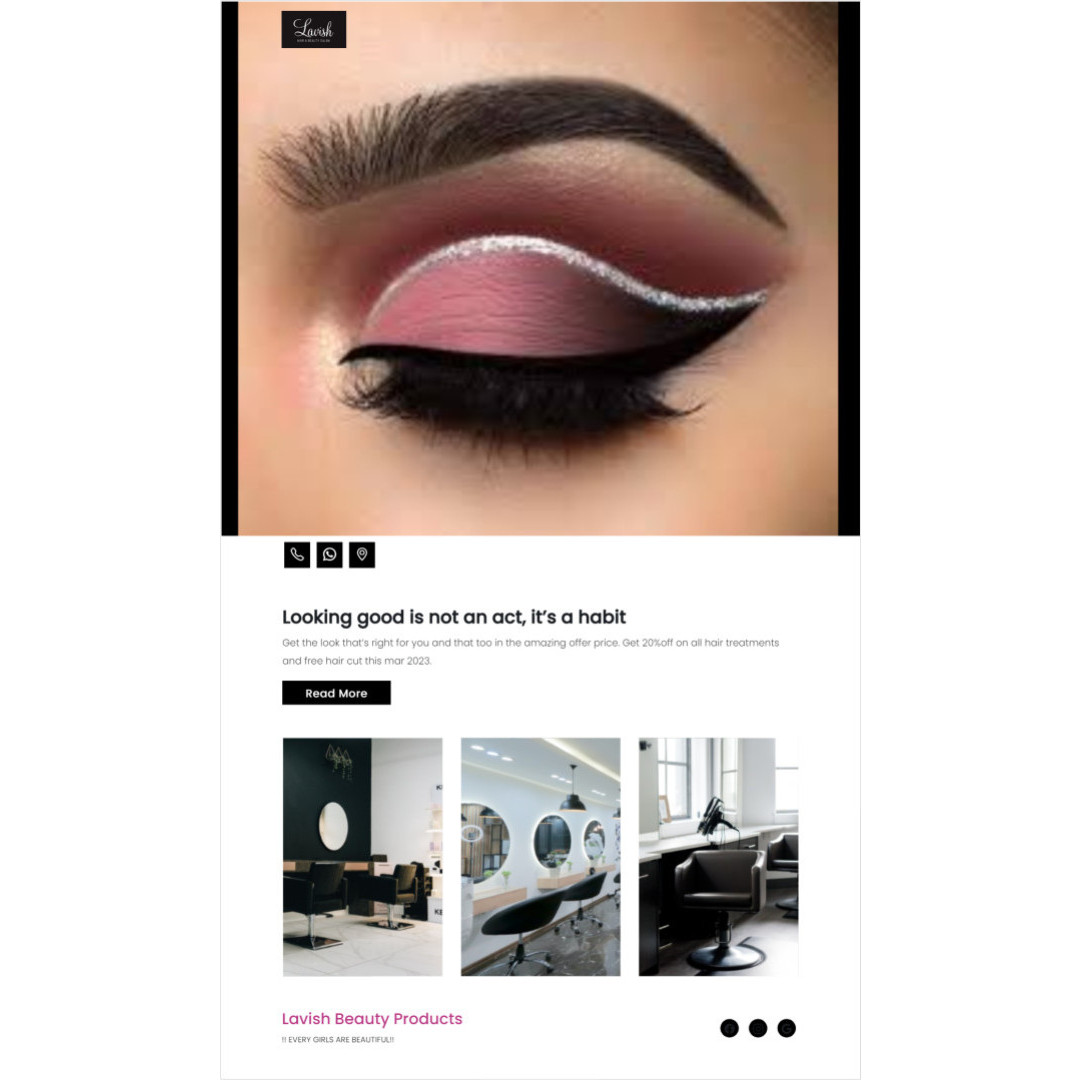 Lavish
HAIR & BEAUTY SALON
Looking good is not an act, it's a habit
Get the look that's right for you and that too in the amazing offer price. Get 20%off on all hair treatments
and free hair cut this mar 2023.
Read More
Lavish Beauty Products
!! EVERY GIRLS ARE BEAUTIFUL!!